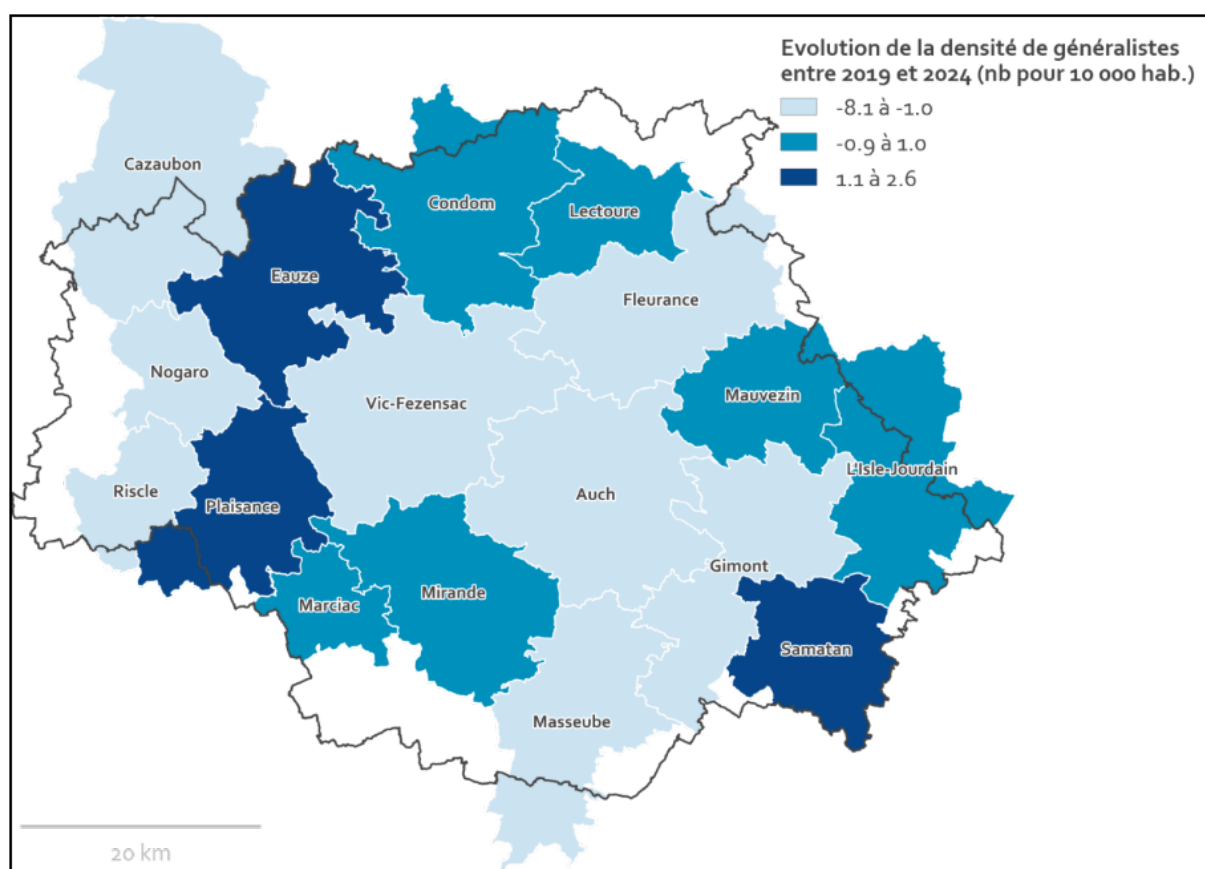 Evolution de la densité de généralistes
entre 2019 et 2024 (nb pour 10 000 hab.)
-8.1 à -1.0
-0.9 à 1.0
1.1 à 2.6
Cazaubon
Condom
Lectoure
Eauze
Fleurance
Nogaro
Vic-Fezensac
Mauvezin
L'Isle-Jourdain
Riscle
Plaisance
Auch
Gimont
Marciac
Mirande
Samatan
Masseube
20 km